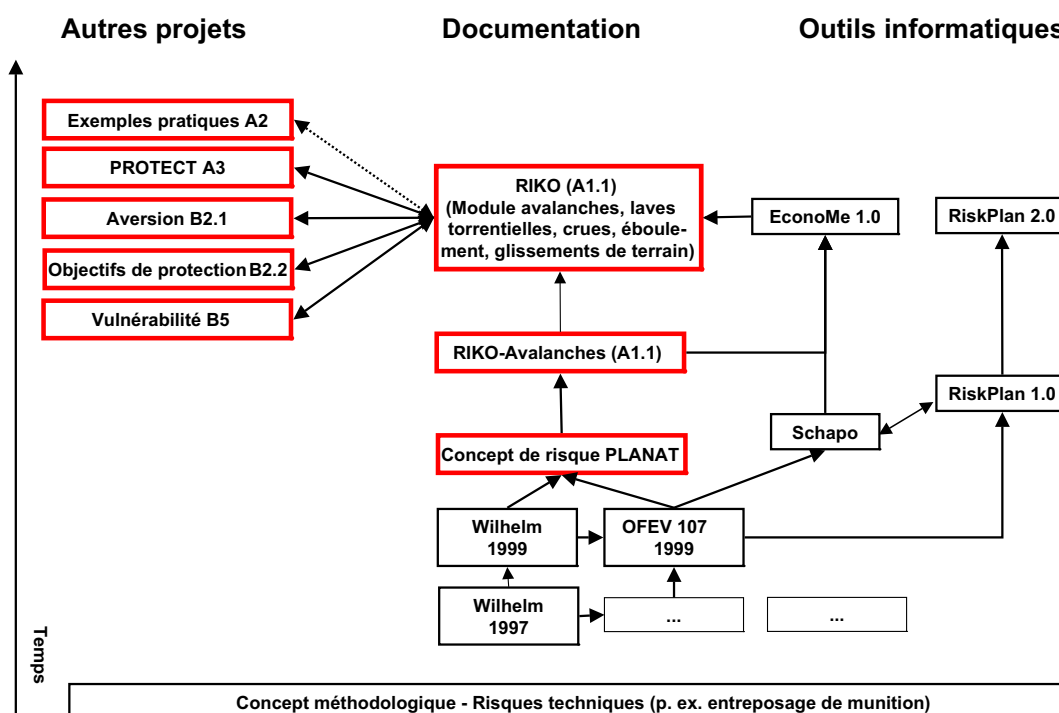 Autres projets
Documentation
Outils informatiques
Exemples pratiques A2
PROTECT A3
Aversion B2.1
Objectifs de protection B2.2
Vulnérabilité B5
RIKO (A1.1)
(Module avalanches, laves
torrentielles, crues, éboule-
ment, glissements de terrain)
EconoMe 1.0
RiskPlan 2.0
RIKO-Avalanches (A1.1)
RiskPlan 1.0
Schapo
Concept de risque PLANAT
Wilhelm
1999
OFEV 107
1999
Wilhelm
1997
...
...
Temps
Concept méthodologique - Risques techniques (p. ex. entreposage de munition)